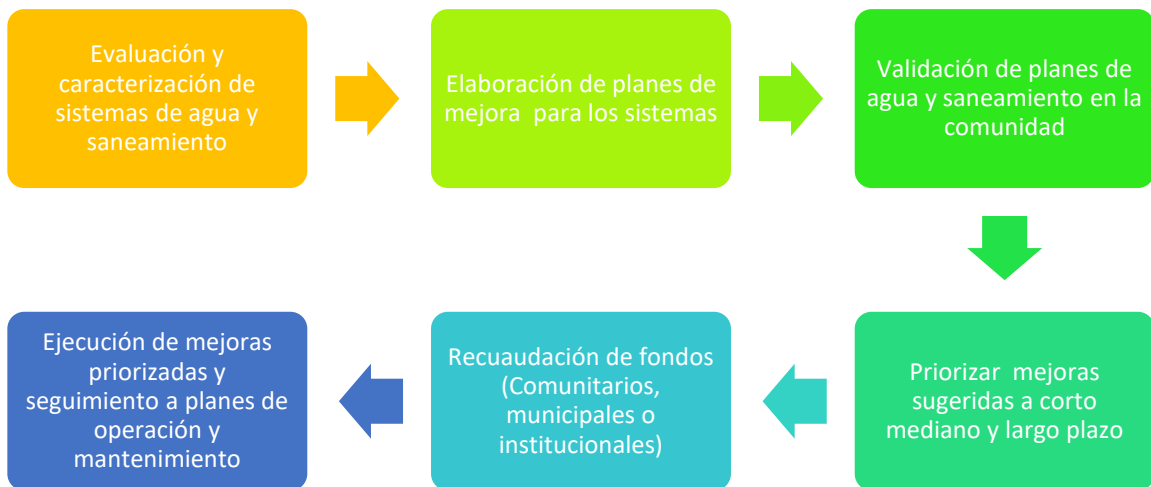 Evaluación y
caracterización de
sistemas de agua y
saneamiento
Elaboración de planes de
mejora  para los sistemas
Validación de planes de
agua y saneamiento en la
comunidad
Priorizar  mejoras
sugeridas a corto
mediano y largo plazo
Recuaudación de fondos
(Comunitarios,
municipales o
institucionales)
Ejecución de mejoras
priorizadas y
seguimiento a planes de
operación y
mantenimiento